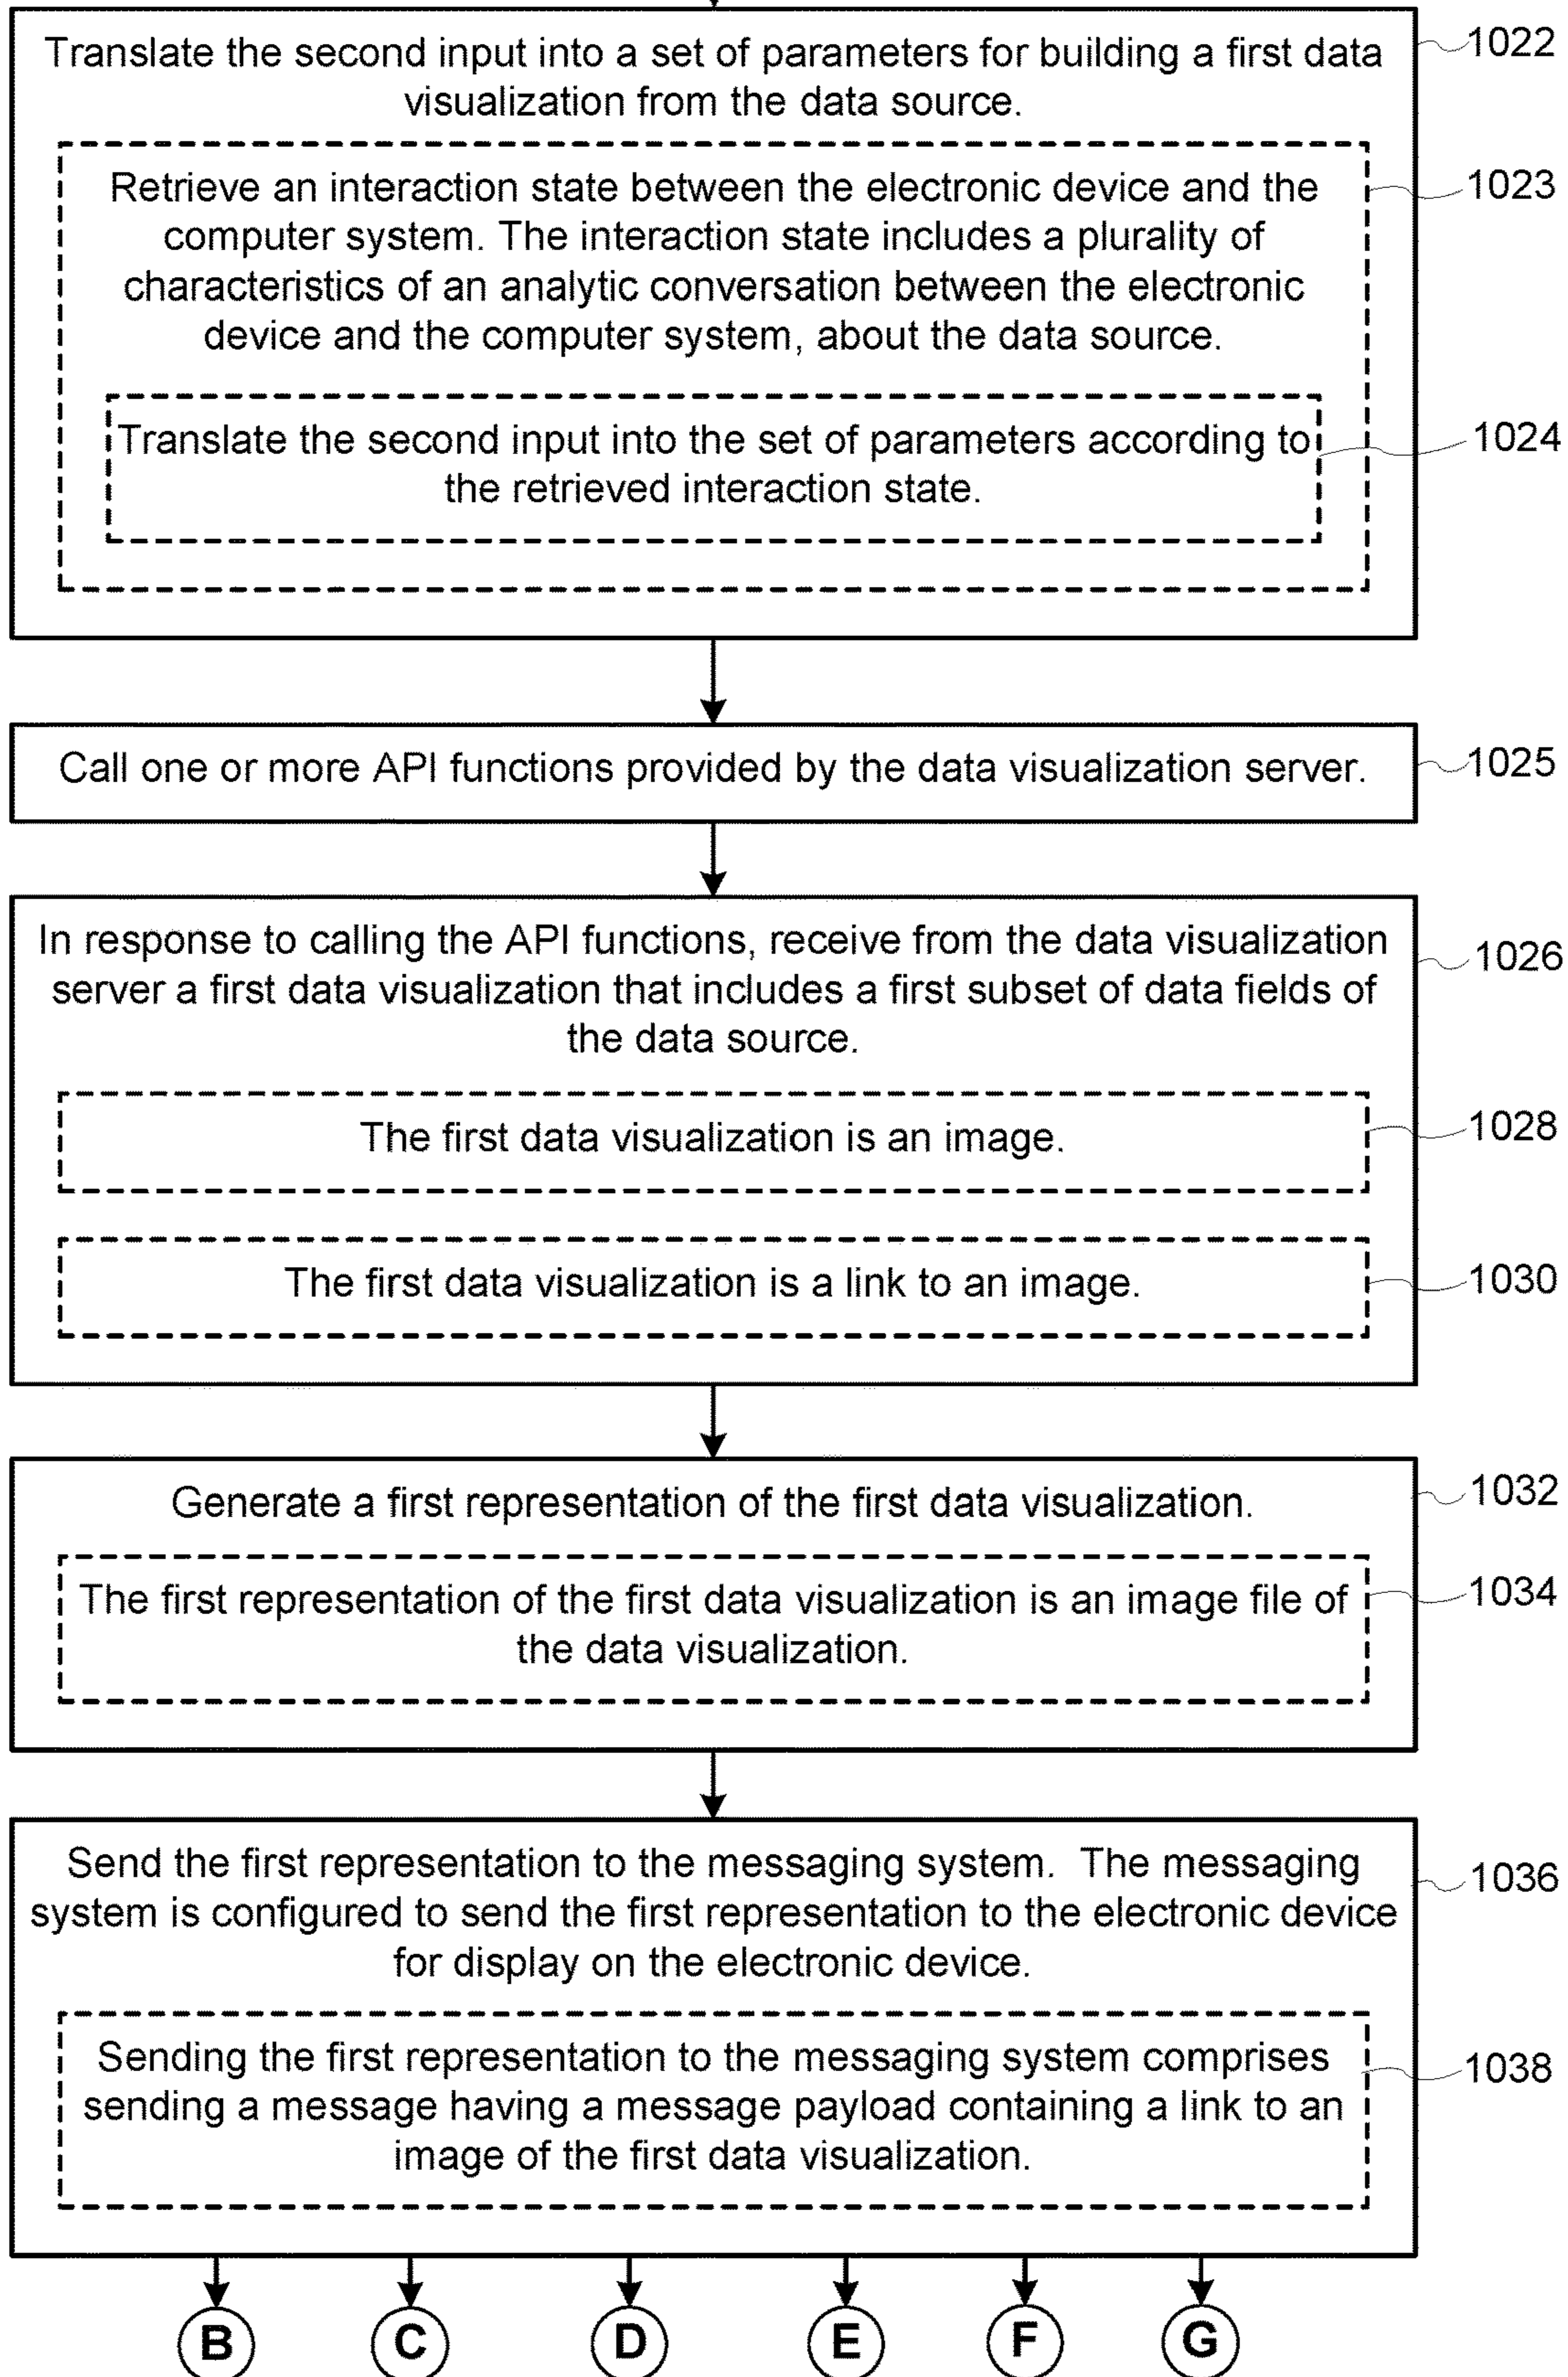 Translate the second input into a set of parameters for building a first data
visualization from the data source.
1022
Retrieve an interaction state between the electronic device and the
computer system. The interaction state includes a plurality of
characteristics of an analytic conversation between the electronic
device and the computer system, about the data source.
1023
Translate the second input into the set of parameters according to
the retrieved interaction state.
1024
Call one or more API functions provided by the data visualization server.
1025
In response to calling the API functions, receive from the data visualization
server a first data visualization that includes a first subset of data fields of
the data source.
1026
The first data visualization is an image.
1028
The first data visualization is a link to an image.
1030
Generate a first representation of the first data visualization.
1032
The first representation of the first data visualization is an image file of
the data visualization.
1034
Send the first representation to the messaging system.  The messaging
system is configured to send the first representation to the electronic device
for display on the electronic device.
1036
Sending the first representation to the messaging system comprises
sending a message having a message payload containing a link to an
image of the first data visualization.
1038
B C D E F G